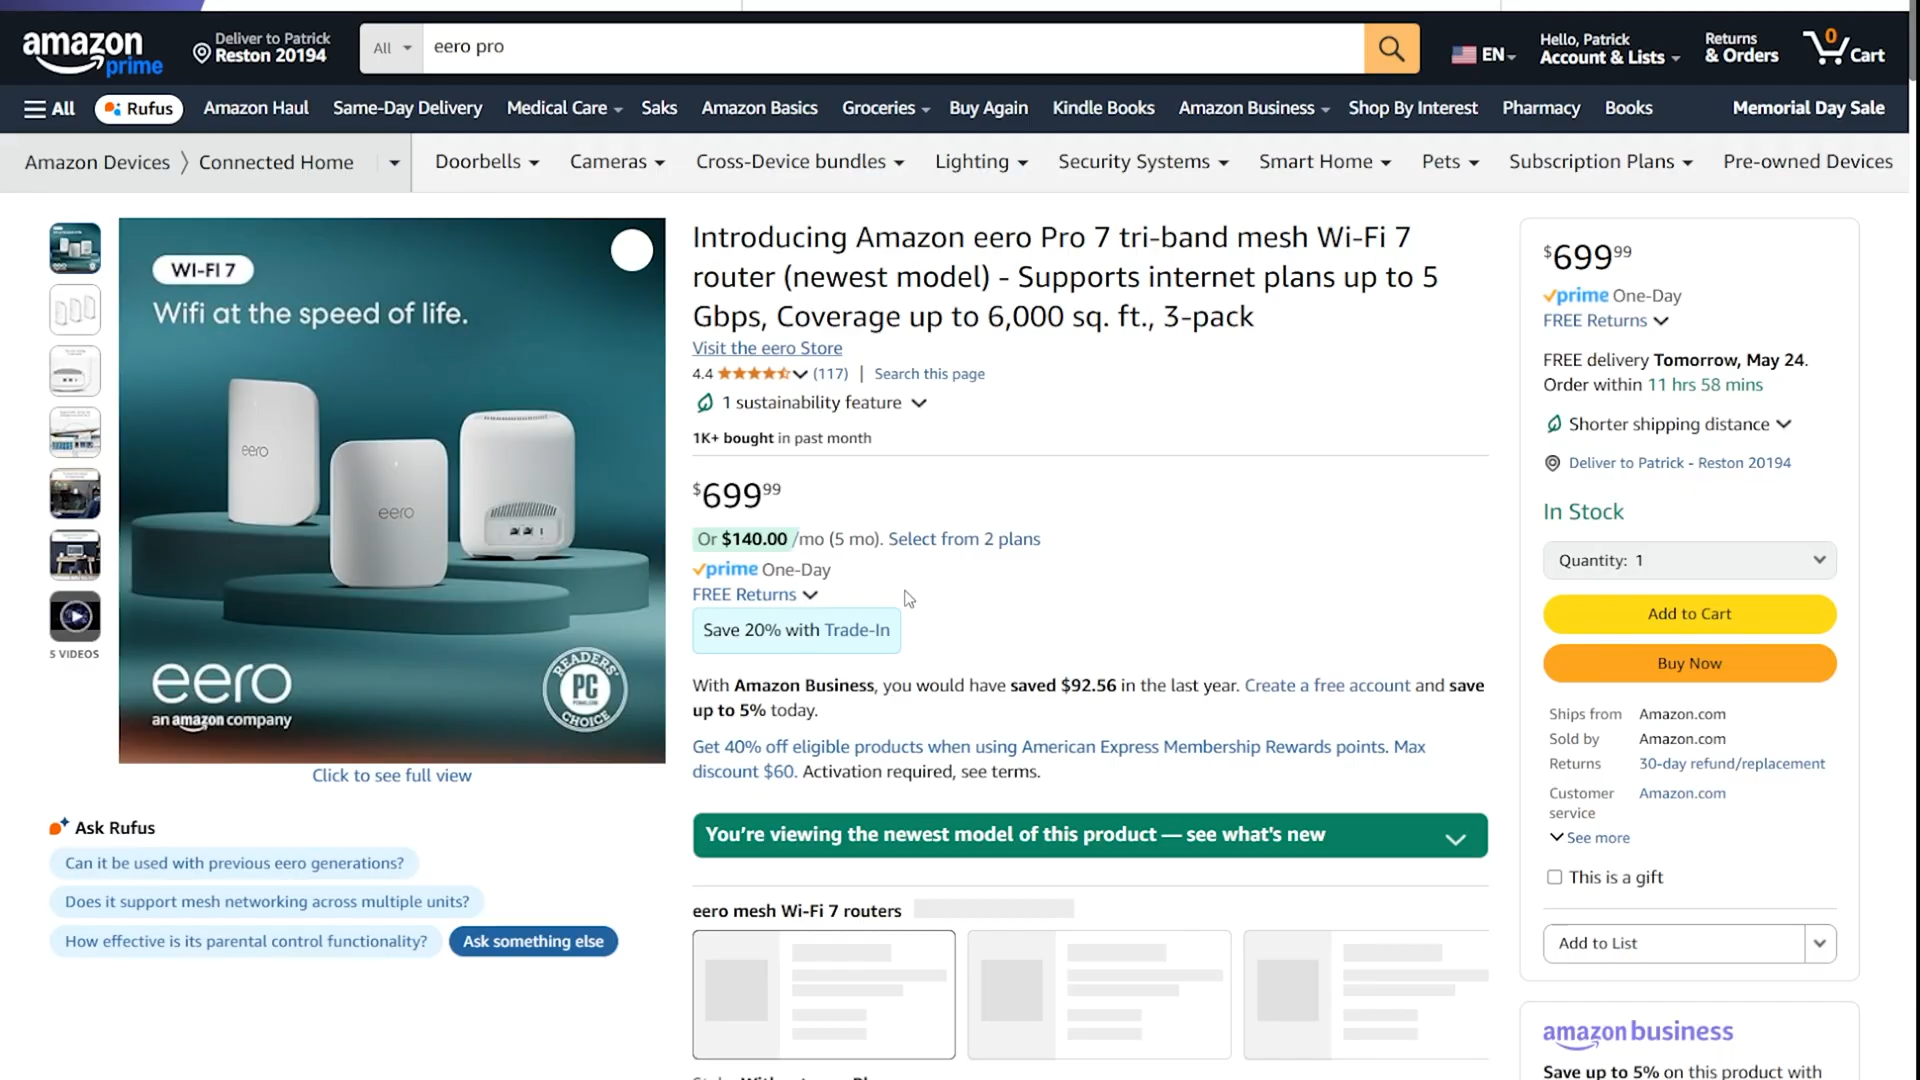 amazon prime
Deliver to Patrick
Reston 20194
All
eero pro
EN
Hello, Patrick
Account & Lists
Returns
& Orders
0
Cart
All
Rufus
Amazon Haul
Same-Day Delivery
Medical Care
Saks
Amazon Basics
Groceries
Buy Again
Kindle Books
Amazon Business
Shop By Interest
Pharmacy
Books
Memorial Day Sale
Amazon Devices
Connected Home
Doorbells
Cameras
Cross-Device bundles
Lighting
Security Systems
Smart Home
Pets
Subscription Plans
Pre-owned Devices
WI-FI 7
Wifi at the speed of life.
eero
eero
eero
an amazon company
READERS'
PC
CHOICE
5 VIDEOS
Click to see full view
Ask Rufus
Can it be used with previous eero generations?
Does it support mesh networking across multiple units?
How effective is its parental control functionality?
Ask something else
Introducing Amazon eero Pro 7 tri-band mesh Wi-Fi 7
router (newest model) - Supports internet plans up to 5
Gbps, Coverage up to 6,000 sq. ft., 3-pack
Visit the eero Store
4.4 (117) | Search this page
1 sustainability feature
1K+ bought in past month
$699.99
Or $140.00 /mo (5 mo). Select from 2 plans
prime One-Day
FREE Returns
Save 20% with Trade-In
With Amazon Business, you would have saved $92.56 in the last year. Create a free account and save
up to 5% today.
Get 40% off eligible products when using American Express Membership Rewards points. Max
discount $60. Activation required, see terms.
You're viewing the newest model of this product — see what's new
eero mesh Wi-Fi 7 routers
$699.99
prime One-Day
FREE Returns
FREE delivery Tomorrow, May 24.
Order within 11 hrs 58 mins
Shorter shipping distance
Deliver to Patrick - Reston 20194
In Stock
Quantity: 1
Add to Cart
Buy Now
Ships from Amazon.com
Sold by Amazon.com
Returns 30-day refund/replacement
Customer service Amazon.com
See more
This is a gift
Add to List
amazon business
Save up to 5% on this product with